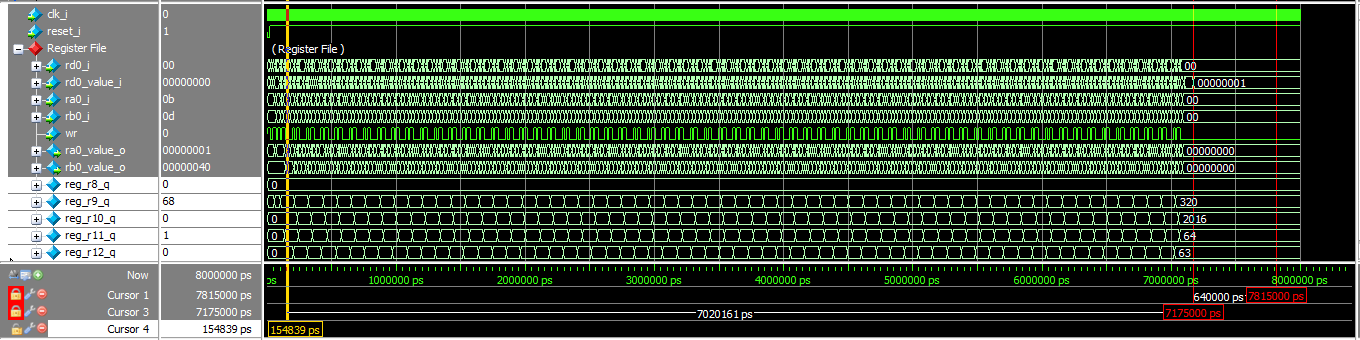 clk_i 0
reset_i 1
Register File ( Register File )
rd0_i 00 00
rd0_value_i 00000000 00000001
ra0_i 0b 00
rb0_i 0d 00
wr 0
ra0_value_o 00000001 00000000
rb0_value_o 00000040 00000000
reg_r8_q 0 0
reg_r9_q 68 320
reg_r10_q 0 0 2016
reg_r11_q 1 0 64
reg_r12_q 0 0 63
Now 8000000 ps ps 1000000 ps 2000000 ps 3000000 ps 4000000 ps 5000000 ps 6000000 ps 7000000 ps 8000000 ps
Cursor 1 7815000 ps 640000 ps 7815000 ps
Cursor 3 7175000 ps 7020161 ps 7175000 ps
Cursor 4 154839 ps 154839 ps